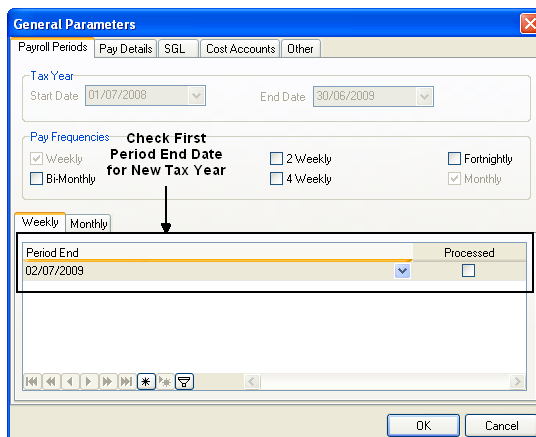 General Parameters
Payroll Periods Pay Details SGL Cost Accounts Other
Tax Year
Start Date 01/07/2008 End Date 30/06/2009
Pay Frequencies
Check First
Period End Date
for New Tax Year
Weekly 2 Weekly Fortnightly
Bi-Monthly 4 Weekly Monthly
Weekly Monthly
Period End Processed
02/07/2009
OK Cancel